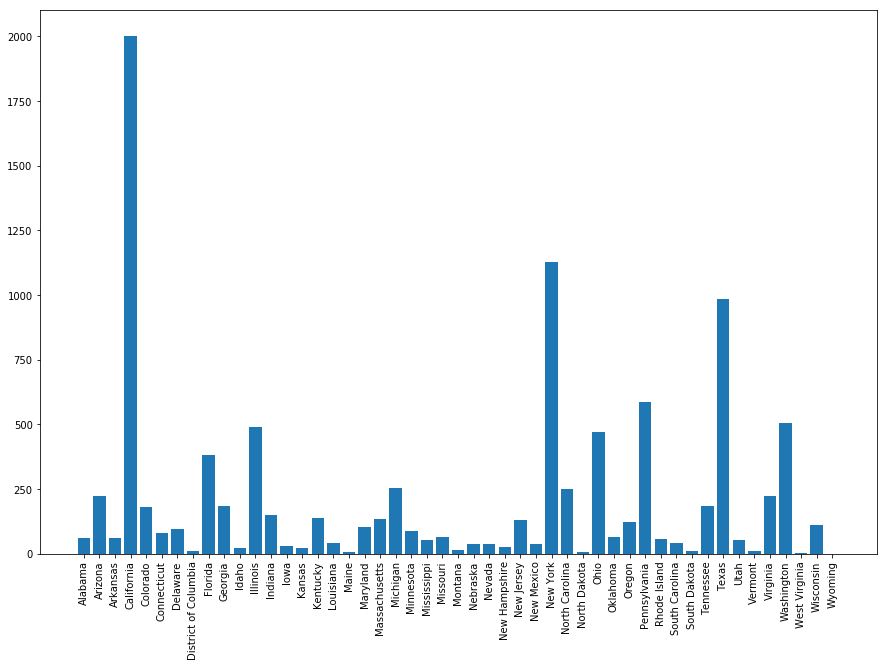 2000
1750
1500
1250
1000
750
500
250
0
Alabama
Arizona
Arkansas
California
Colorado
Connecticut
Delaware
District of Columbia
Florida
Georgia
Idaho
Illinois
Indiana
Iowa
Kansas
Kentucky
Louisiana
Maine
Maryland
Massachusetts
Michigan
Minnesota
Mississippi
Missouri
Montana
Nebraska
Nevada
New Hampshire
New Jersey
New Mexico
New York
North Carolina
North Dakota
Ohio
Oklahoma
Oregon
Pennsylvania
Rhode Island
South Carolina
South Dakota
Tennessee
Texas
Utah
Vermont
Virginia
Washington
West Virginia
Wisconsin
Wyoming